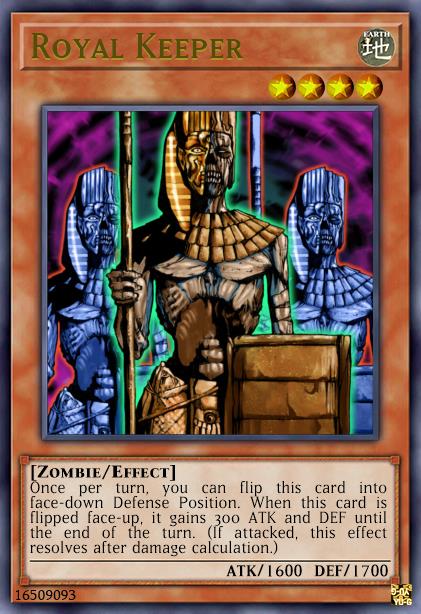 Royal Keeper
EARTH
地
[Zombie/Effect]
Once per turn, you can flip this card into
face-down Defense Position. When this card is
flipped face-up, it gains 300 ATK and DEF until
the end of the turn. (If attacked, this effect
resolves after damage calculation.)
ATK/1600 DEF/1700
16509093